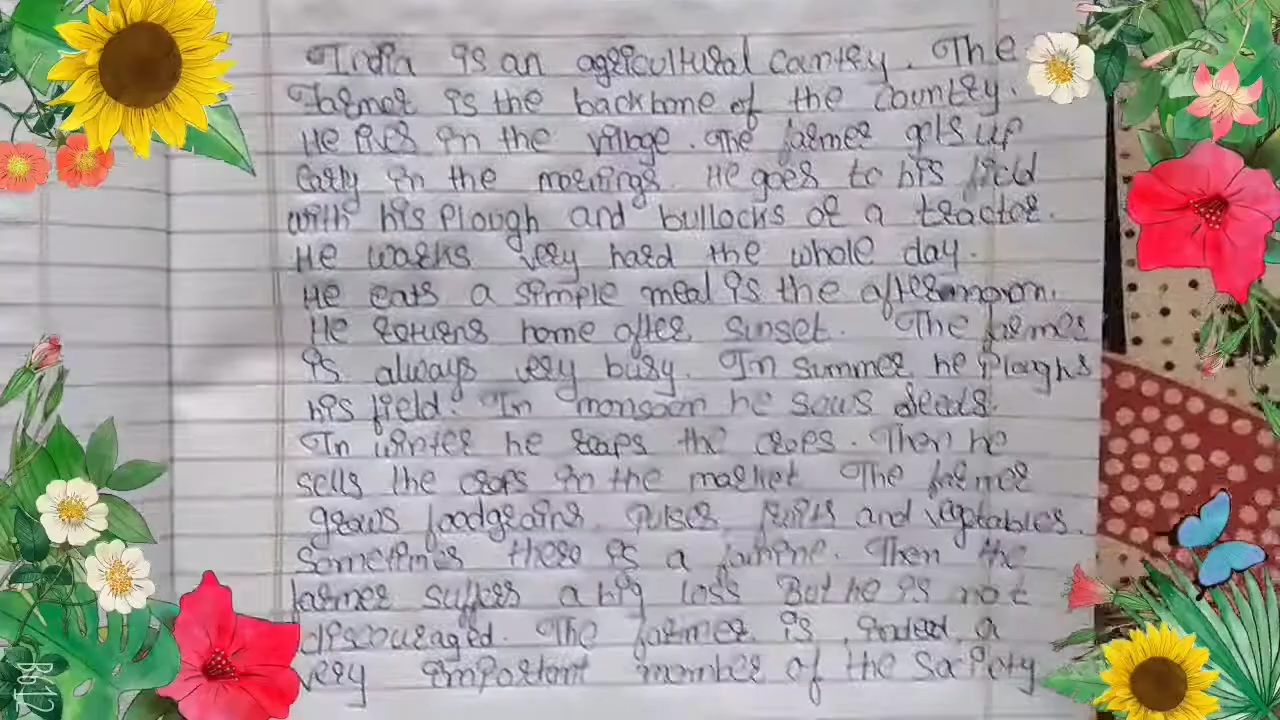 India is an agricultural cantry. The
Farmer is the backbone of the country.
He lives in the village. The farmer gets up
Early in the mornings. He goes to his field
with his Plough and bullocks or a tractor.
He warks very hard the whole day.
He eats a simple meal is the afternoon.
He returns home after sunset. The farmer
is always very busy. In summer he Ploughs
his field. In monsoon he sows seeds.
In winter he reaps the crops. Then he
sells the crops in the market The farmer
grows foodgrains. Pulses, fruits and vegtables.
Sometimes there is a famine. Then the
farmer suffers a big loss But he is not
discouraged. The farmer is indeed a
very important member of the Society
B612